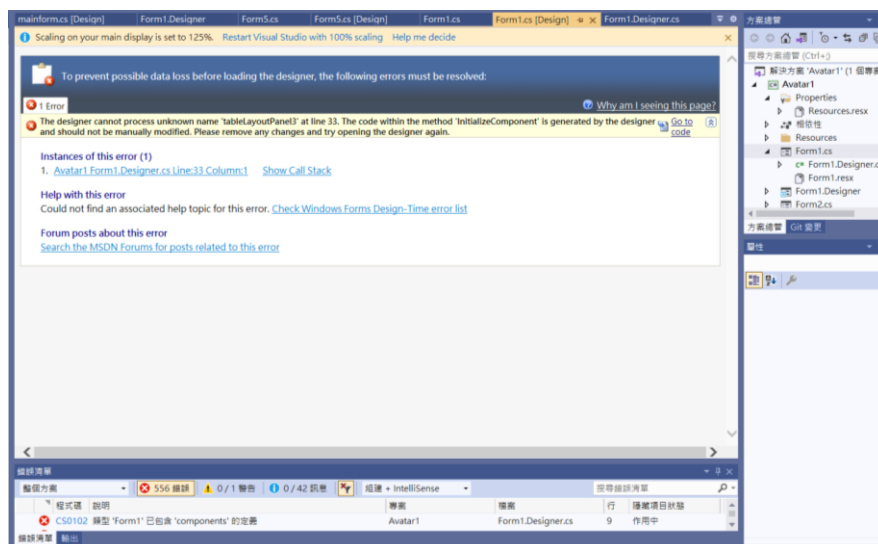 mainform.cs [Design]
Form1.Designer
Form5.cs
Form5.cs [Design]
Form1.cs
Form1.cs [Design]
Form1.Designer.cs
方案總管
Scaling on your main display is set to 125%. Restart Visual Studio with 100% scaling Help me decide
搜尋方案總管 (Ctrl+;)
To prevent possible data loss before loading the designer, the following errors must be resolved:
1 Error
Why am I seeing this page?
The designer cannot process unknown name 'tableLayoutPanel3' at line 33. The code within the method 'InitializeComponent' is generated by the designer
and should not be manually modified. Please remove any changes and try opening the designer again.
Go to
code
Instances of this error (1)
1. Avatar1 Form1.Designer.cs Line:33 Column:1 Show Call Stack
Help with this error
Could not find an associated help topic for this error. Check Windows Forms Design-Time error list
Forum posts about this error
Search the MSDN Forums for posts related to this error
解決方案 'Avatar1' (1 個專案
Avatar1
Properties
Resources.resx
相依性
Resources
Form1.cs
C# Form1.Designer.c
Form1.resx
Form1.Designer
Form2.cs
方案總管 Git 變更
屬性
錯誤清單
整個方案
556 錯誤
0 / 1 警告
0 / 42 訊息
組建 + IntelliSense
搜尋錯誤清單
程式碼 說明 專案 檔案 行 隱藏項目狀態
CS0102 類型 'Form1' 已包含 'components' 的定義 Avatar1 Form1.Designer.cs 9 作用中
錯誤清單 輸出